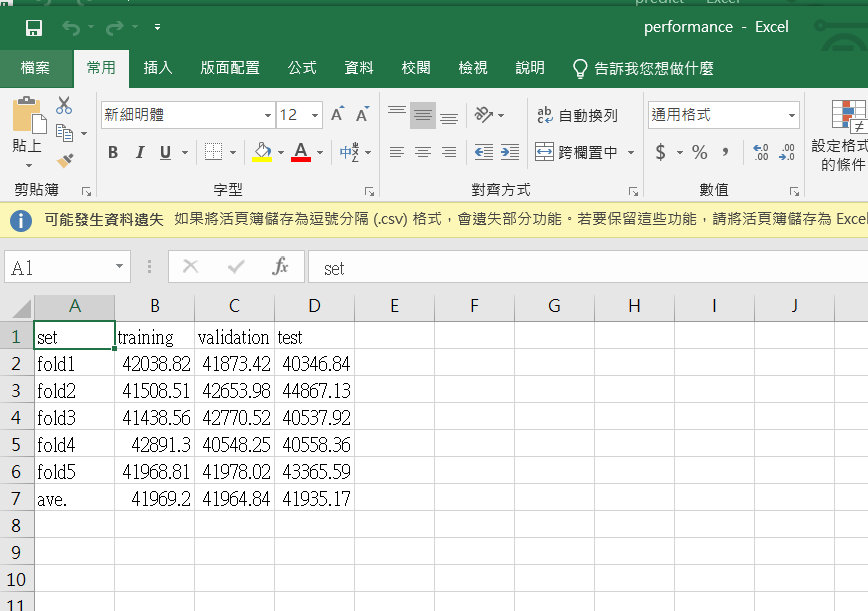 predict - Excel
performance - Excel
檔案 常用 插入 版面配置 公式 資料 校閱 檢視 說明 告訴我您想做什麼
貼上 新細明體 12 A A ab 自動換列 通用格式
B I U A 中 跨欄置中 $ % , .00 .00 設定格式
的條件
剪貼簿 字型 對齊方式 數值
可能發生資料遺失 如果將活頁簿儲存為逗號分隔 (.csv) 格式，會遺失部分功能。若要保留這些功能，請將活頁簿儲存為 Excel
A1 fx set
A B C D E F G H I J
1 set training validation test
2 fold1 42038.82 41873.42 40346.84
3 fold2 41508.51 42653.98 44867.13
4 fold3 41438.56 42770.52 40537.92
5 fold4 42891.3 40548.25 40558.36
6 fold5 41968.81 41978.02 43365.59
7 ave. 41969.2 41964.84 41935.17
8
9
10
11